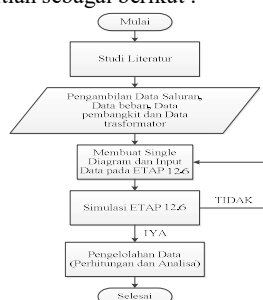 sebagai berikut :
Mulai
Studi Literatur
Pengambilan Data Saluran,
Data beban, Data
pembangkit dan Data
trasformator
Membuat Single
Diagram dan Input
Data pada ETAP 12.6
Simulasi ETAP 12.6
TIDAK
IYA
Pengelolahan Data
(Perhitungan dan Analisa)
Selesai